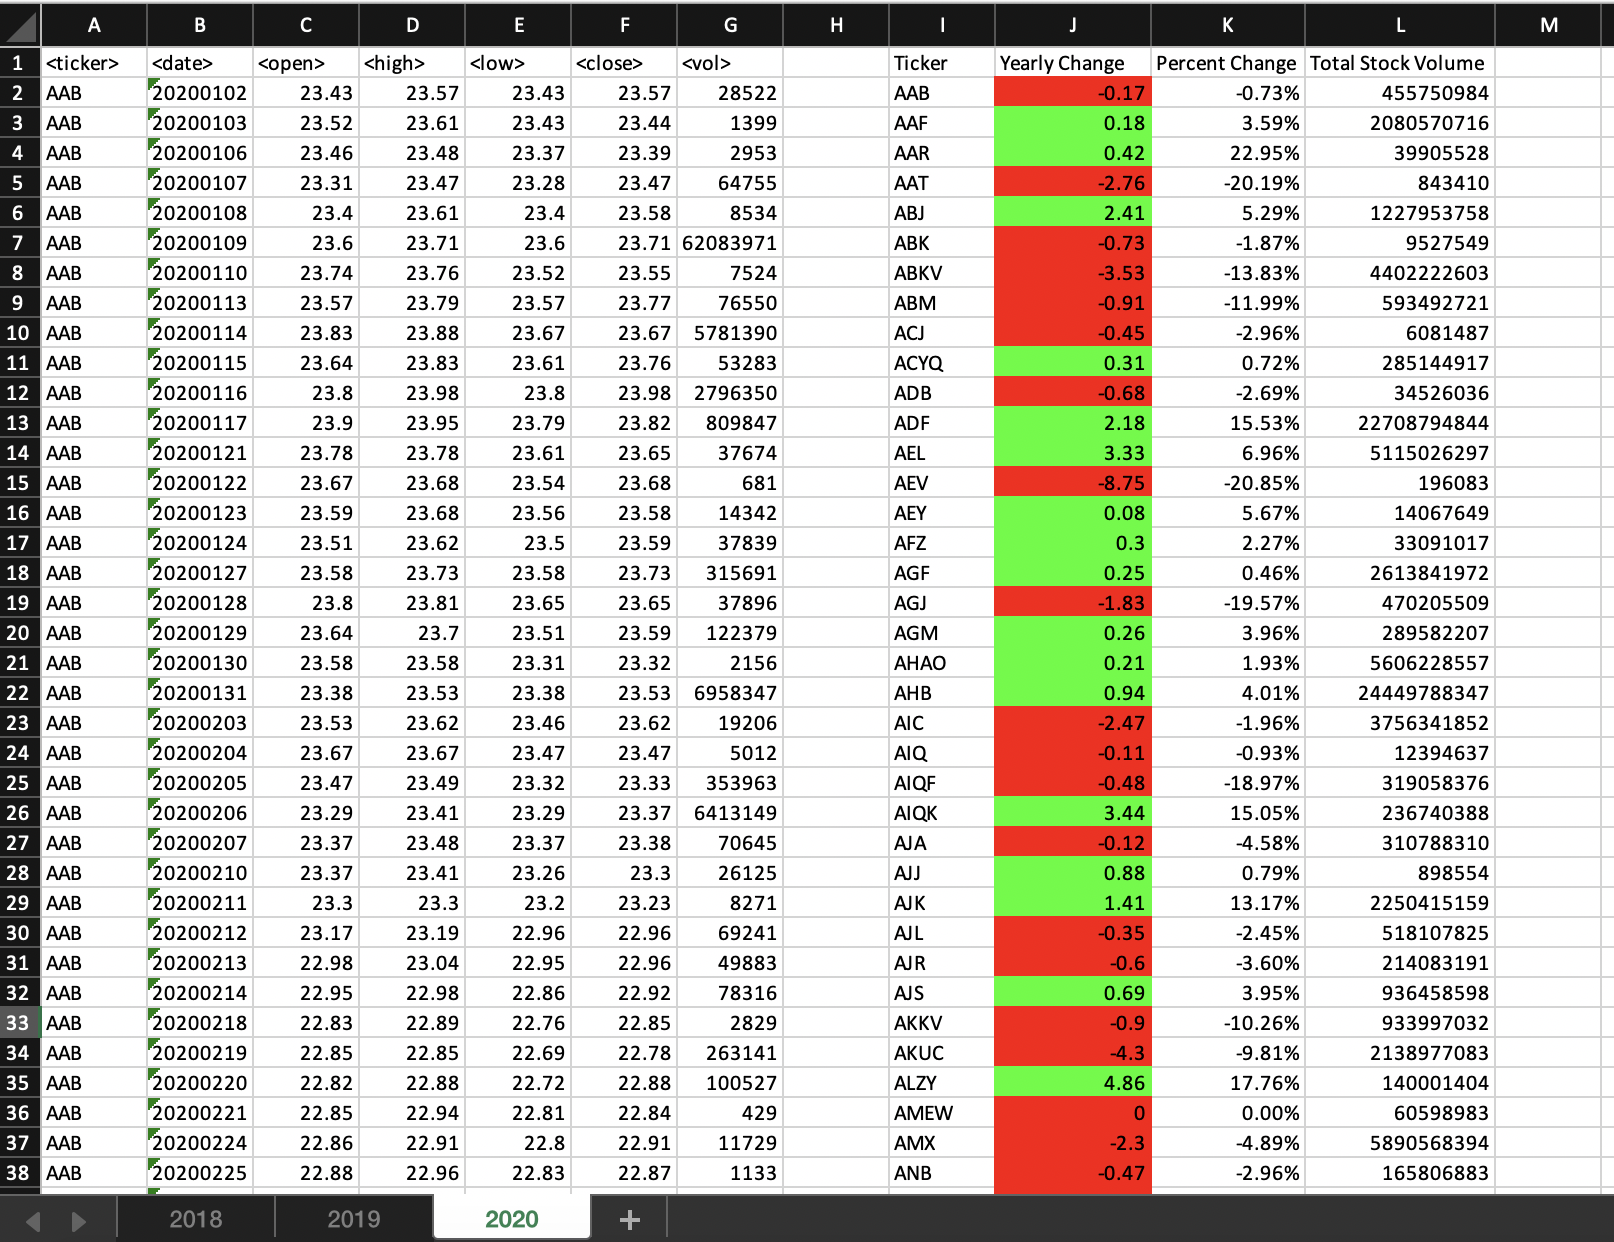 A B C D E F G H I J K L M
1 <ticker> <date> <open> <high> <low> <close> <vol> Ticker Yearly Change Percent Change Total Stock Volume
2 AAB 20200102 23.43 23.57 23.43 23.57 28522 AAB -0.17 -0.73% 455750984
3 AAB 20200103 23.52 23.61 23.43 23.44 1399 AAF 0.18 3.59% 2080570716
4 AAB 20200106 23.46 23.48 23.37 23.39 2953 AAR 0.42 22.95% 39905528
5 AAB 20200107 23.31 23.47 23.28 23.47 64755 AAT -2.76 -20.19% 843410
6 AAB 20200108 23.4 23.61 23.4 23.58 8534 ABJ 2.41 5.29% 1227953758
7 AAB 20200109 23.6 23.71 23.6 23.71 62083971 ABK -0.73 -1.87% 9527549
8 AAB 20200110 23.74 23.76 23.52 23.55 7524 ABKV -3.53 -13.83% 4402222603
9 AAB 20200113 23.57 23.79 23.57 23.77 76550 ABM -0.91 -11.99% 593492721
10 AAB 20200114 23.83 23.88 23.67 23.67 5781390 ACJ -0.45 -2.96% 6081487
11 AAB 20200115 23.64 23.83 23.61 23.76 53283 ACYQ 0.31 0.72% 285144917
12 AAB 20200116 23.8 23.98 23.8 23.98 2796350 ADB -0.68 -2.69% 34526036
13 AAB 20200117 23.9 23.95 23.79 23.82 809847 ADF 2.18 15.53% 22708794844
14 AAB 20200121 23.78 23.78 23.61 23.65 37674 AEL 3.33 6.96% 5115026297
15 AAB 20200122 23.67 23.68 23.54 23.68 681 AEV -8.75 -20.85% 196083
16 AAB 20200123 23.59 23.68 23.56 23.58 14342 AEY 0.08 5.67% 14067649
17 AAB 20200124 23.51 23.62 23.5 23.59 37839 AFZ 0.3 2.27% 33091017
18 AAB 20200127 23.58 23.73 23.58 23.73 315691 AGF 0.25 0.46% 2613841972
19 AAB 20200128 23.8 23.81 23.65 23.65 37896 AGJ -1.83 -19.57% 470205509
20 AAB 20200129 23.64 23.7 23.51 23.59 122379 AGM 0.26 3.96% 289582207
21 AAB 20200130 23.58 23.58 23.31 23.32 2156 AHAO 0.21 1.93% 5606228557
22 AAB 20200131 23.38 23.53 23.38 23.53 6958347 AHB 0.94 4.01% 24449788347
23 AAB 20200203 23.53 23.62 23.46 23.62 19206 AIC -2.47 -1.96% 3756341852
24 AAB 20200204 23.67 23.67 23.47 23.47 5012 AIQ -0.11 -0.93% 12394637
25 AAB 20200205 23.47 23.49 23.32 23.33 353963 AIQF -0.48 -18.97% 319058376
26 AAB 20200206 23.29 23.41 23.29 23.37 6413149 AIQK 3.44 15.05% 236740388
27 AAB 20200207 23.37 23.48 23.37 23.38 70645 AJA -0.12 -4.58% 310788310
28 AAB 20200210 23.37 23.41 23.26 23.3 26125 AJJ 0.88 0.79% 898554
29 AAB 20200211 23.3 23.3 23.2 23.23 8271 AJK 1.41 13.17% 2250415159
30 AAB 20200212 23.17 23.19 22.96 22.96 69241 AJL -0.35 -2.45% 518107825
31 AAB 20200213 22.98 23.04 22.95 22.96 49883 AJR -0.6 -3.60% 214083191
32 AAB 20200214 22.95 22.98 22.86 22.92 78316 AJS 0.69 3.95% 936458598
33 AAB 20200218 22.83 22.89 22.76 22.85 2829 AKKV -0.9 -10.26% 933997032
34 AAB 20200219 22.85 22.85 22.69 22.78 263141 AKUC -4.3 -9.81% 2138977083
35 AAB 20200220 22.82 22.88 22.72 22.88 100527 ALZY 4.86 17.76% 140001404
36 AAB 20200221 22.85 22.94 22.81 22.84 429 AMEW 0 0.00% 60598983
37 AAB 20200224 22.86 22.91 22.8 22.91 11729 AMX -2.3 -4.89% 5890568394
38 AAB 20200225 22.88 22.96 22.83 22.87 1133 ANB -0.47 -2.96% 165806883
2018 2019 2020 +